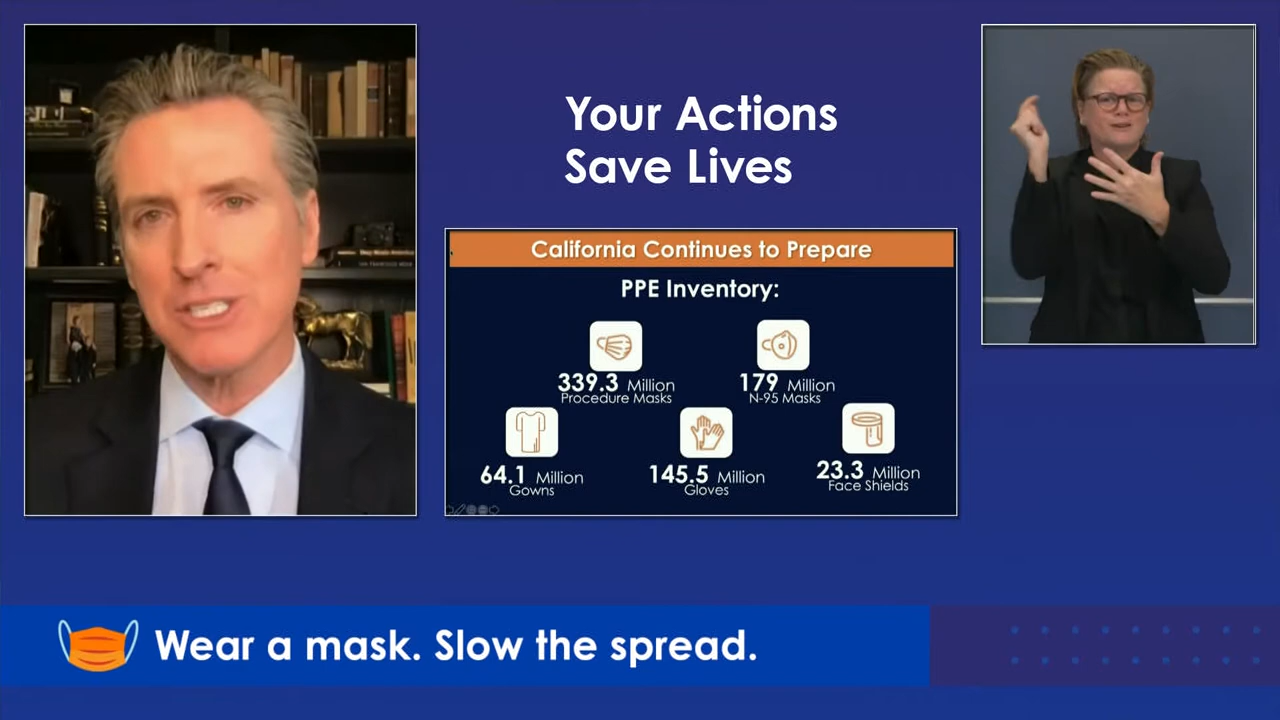 Your Actions
Save Lives
California Continues to Prepare
PPE Inventory:
339.3 Million
Procedure Masks
179 Million
N-95 Masks
64.1 Million
Gowns
145.5 Million
Gloves
23.3 Million
Face Shields
Wear a mask. Slow the spread.